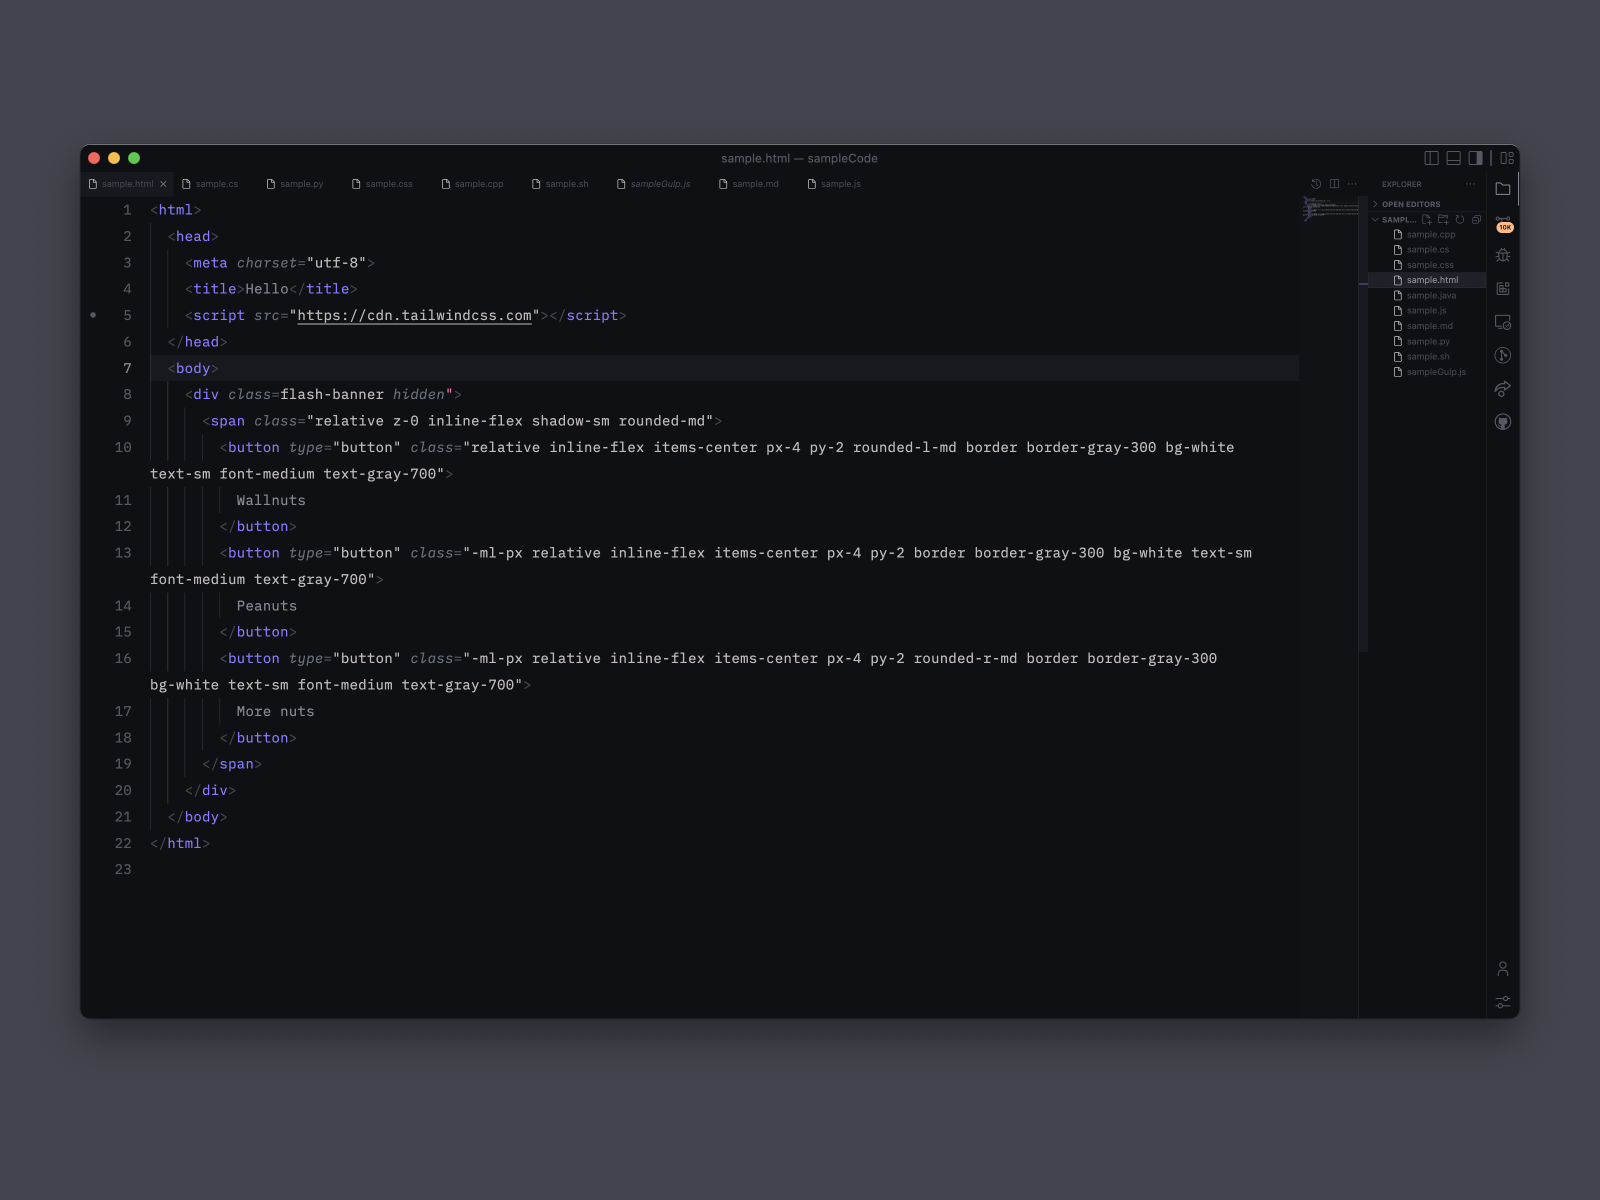 sample.html — sampleCode
sample.html sample.cs sample.py sample.css sample.cpp sample.sh sampleGulp.js sample.md sample.js
1 <html>
2 <head>
3 <meta charset="utf-8">
4 <title>Hello</title>
5 <script src="https://cdn.tailwindcss.com"></script>
6 </head>
7 <body>
8 <div class=flash-banner hidden">
9 <span class="relative z-0 inline-flex shadow-sm rounded-md">
10 <button type="button" class="relative inline-flex items-center px-4 py-2 rounded-l-md border border-gray-300 bg-white
text-sm font-medium text-gray-700">
11 Wallnuts
12 </button>
13 <button type="button" class="-ml-px relative inline-flex items-center px-4 py-2 border border-gray-300 bg-white text-sm
font-medium text-gray-700">
14 Peanuts
15 </button>
16 <button type="button" class="-ml-px relative inline-flex items-center px-4 py-2 rounded-r-md border border-gray-300
bg-white text-sm font-medium text-gray-700">
17 More nuts
18 </button>
19 </span>
20 </div>
21 </body>
22 </html>
23
EXPLORER
OPEN EDITORS
SAMPL...
sample.cpp
sample.cs
sample.css
sample.html
sample.java
sample.js
sample.md
sample.py
sample.sh
sampleGulp.js
10K